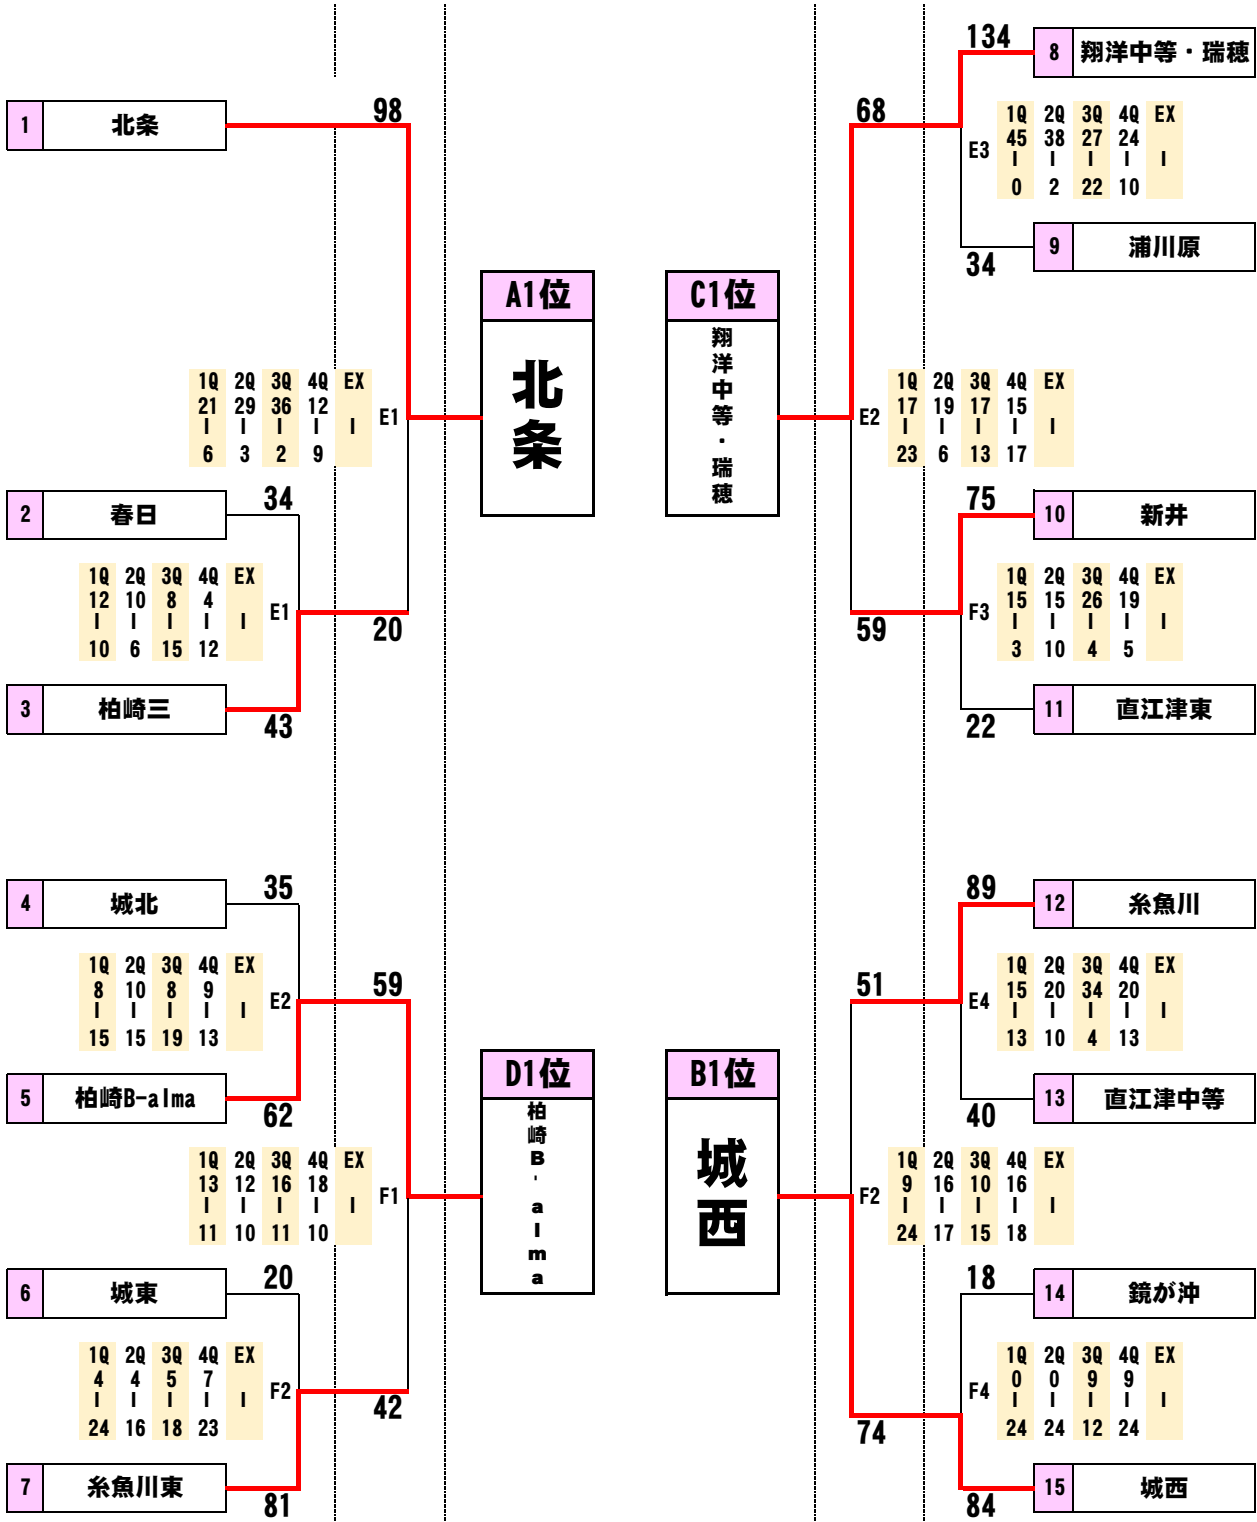 1 北条
98
1Q 2Q 3Q 4Q EX
21 29 36 12
l l l l l
6 3 2 9
E1
2 春日
34
1Q 2Q 3Q 4Q EX
12 10 8 4
l l l l l
10 6 15 12
E1
20
3 柏崎三
43
A1位
北条
4 城北
35
1Q 2Q 3Q 4Q EX
8 10 8 9
l l l l l
15 15 19 13
E2
59
5 柏崎B-alma
62
1Q 2Q 3Q 4Q EX
13 12 16 18
l l l l l
11 10 11 10
F1
6 城東
20
1Q 2Q 3Q 4Q EX
4 4 5 7
l l l l l
24 16 18 23
F2
42
7 糸魚川東
81
D1位
柏崎B-alma
134
8 翔洋中等・瑞穂
68
1Q 2Q 3Q 4Q EX
45 38 27 24
l l l l l
0 2 22 10
E3
9 浦川原
34
C1位
翔洋中等・瑞穂
1Q 2Q 3Q 4Q EX
17 19 17 15
l l l l l
23 6 13 17
E2
75
10 新井
1Q 2Q 3Q 4Q EX
15 15 26 19
l l l l l
3 10 4 5
F3
59
11 直江津東
22
89
12 糸魚川
1Q 2Q 3Q 4Q EX
15 20 34 20
l l l l l
13 10 4 13
E4
51
13 直江津中等
40
B1位
城西
1Q 2Q 3Q 4Q EX
9 16 10 16
l l l l l
24 17 15 18
F2
18
14 鏡が沖
1Q 2Q 3Q 4Q EX
0 0 9 9
l l l l l
24 24 12 24
F4
74
15 城西
84